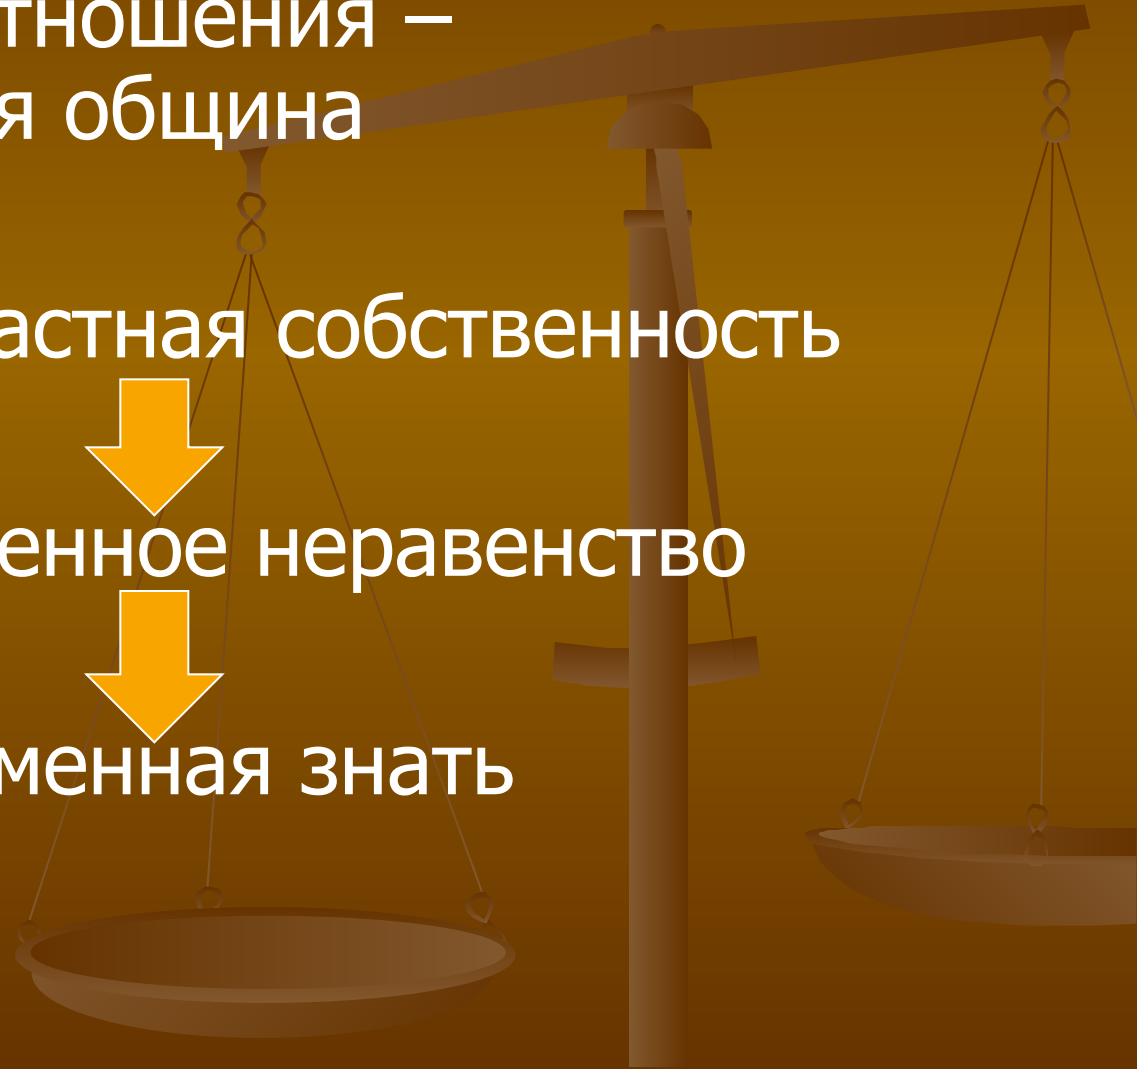 тношения –
я община
астная собственность
енное неравенство
менная знать